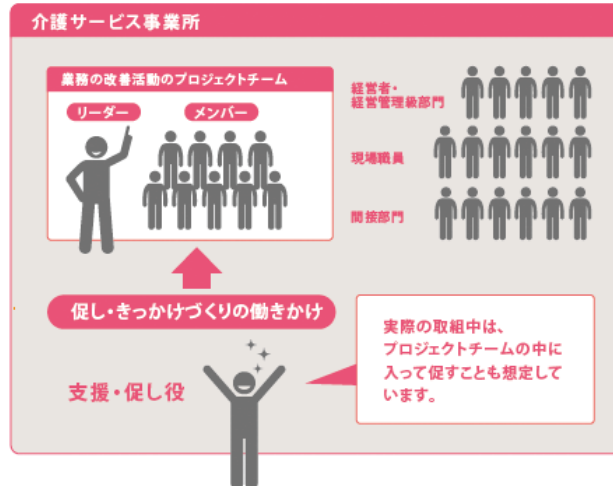 介護サービス事業所
業務の改善活動のプロジェクトチーム
リーダー
メンバー
経営者・
経営管理級部門
現場職員
間接部門
促し・きっかけづくりの働きかけ
支援・促し役
実際の取組中は、
プロジェクトチームの中に
入って促すことも想定して
います。